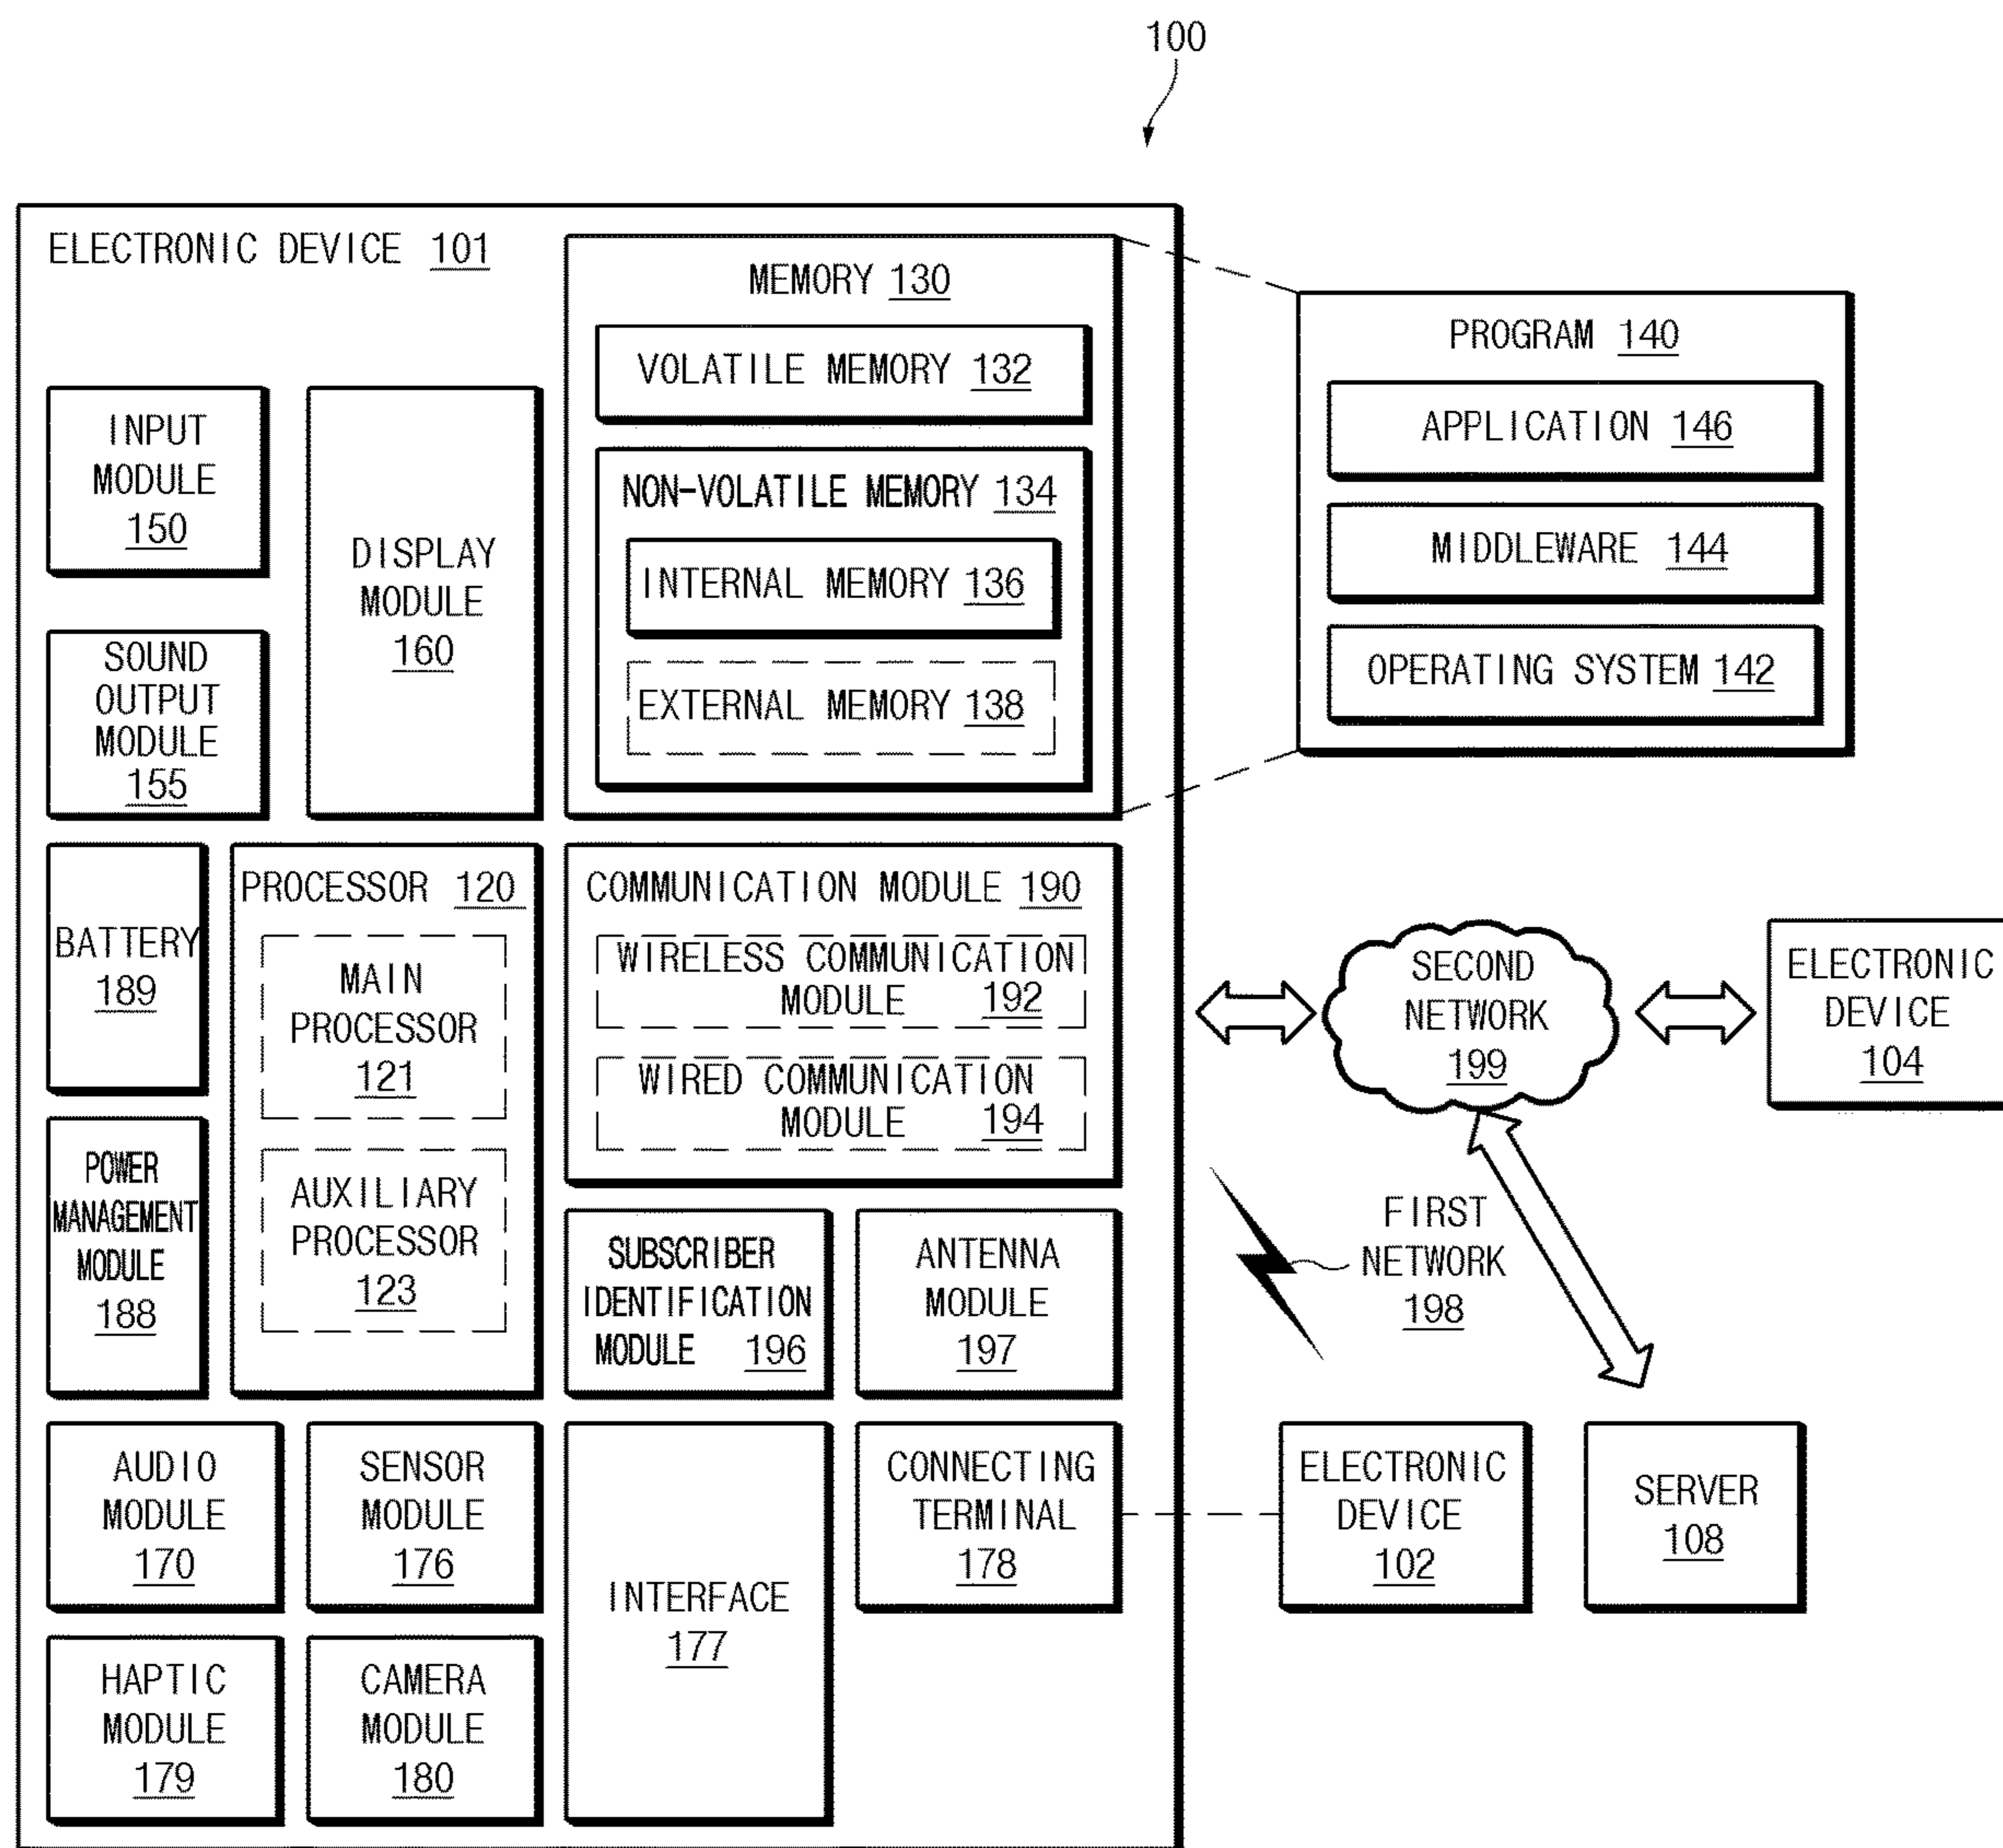 100
ELECTRONIC DEVICE 101
MEMORY 130
VOLATILE MEMORY 132
NON-VOLATILE MEMORY 134
INTERNAL MEMORY 136
EXTERNAL MEMORY 138
PROGRAM 140
APPLICATION 146
MIDDLEWARE 144
OPERATING SYSTEM 142
INPUT
MODULE
150
SOUND
OUTPUT
MODULE
155
DISPLAY
MODULE
160
BATTERY
189
POWER
MANAGEMENT
MODULE
188
PROCESSOR 120
MAIN
PROCESSOR
121
AUXILIARY
PROCESSOR
123
COMMUNICATION MODULE 190
WIRELESS COMMUNICATION
MODULE 192
WIRED COMMUNICATION
MODULE 194
SUBSCRIBER
IDENTIFICATION
MODULE 196
ANTENNA
MODULE
197
SECOND
NETWORK
199
ELECTRONIC
DEVICE
104
FIRST
NETWORK
198
AUDIO
MODULE
170
SENSOR
MODULE
176
INTERFACE
177
CONNECTING
TERMINAL
178
ELECTRONIC
DEVICE
102
SERVER
108
HAPTIC
MODULE
179
CAMERA
MODULE
180